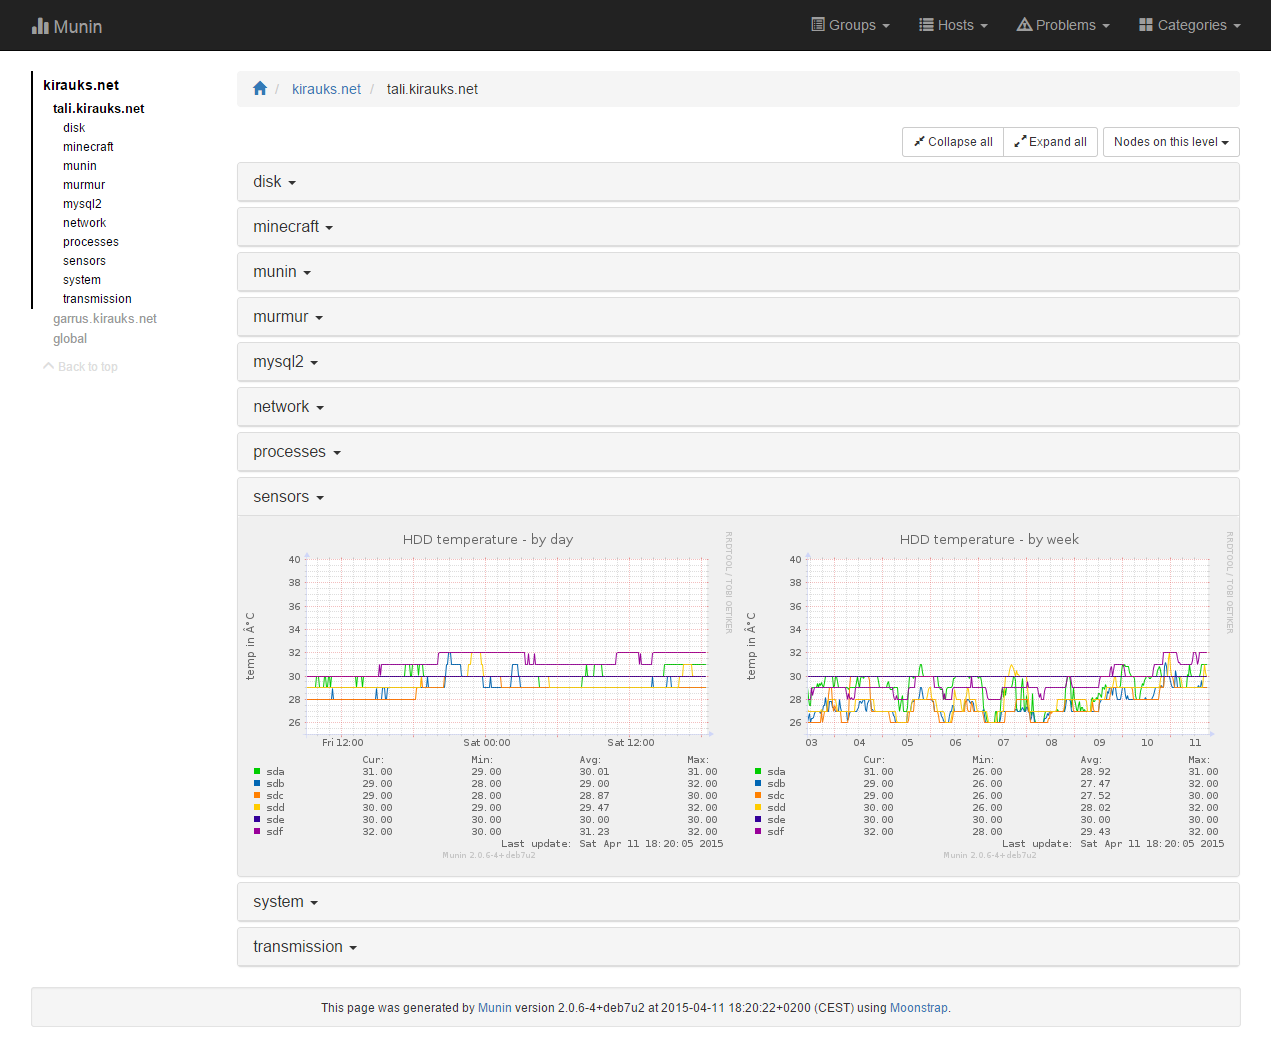 Munin
Groups Hosts Problems Categories
kirauks.net
tali.kirauks.net
disk
minecraft
munin
murmur
mysql2
network
processes
sensors
system
transmission
garrus.kirauks.net
global
Back to top
/ kirauks.net / tali.kirauks.net
Collapse all Expand all Nodes on this level
disk
minecraft
munin
murmur
mysql2
network
processes
sensors
HDD temperature - by day
RRDTOOL / TOBI OETIKER
temp in Â°C
40
38
36
34
32
30
28
26
Fri 12:00 Sat 00:00 Sat 12:00
Cur: Min: Avg: Max:
sda 31.00 29.00 30.01 31.00
sdb 29.00 28.00 29.00 32.00
sdc 29.00 28.00 28.87 30.00
sdd 30.00 29.00 29.47 32.00
sde 30.00 30.00 30.00 30.00
sdf 32.00 30.00 31.23 32.00
Last update: Sat Apr 11 18:20:05 2015
Munin 2.0.6-4+deb7u2
HDD temperature - by week
RRDTOOL / TOBI OETIKER
temp in Â°C
40
38
36
34
32
30
28
26
03 04 05 06 07 08 09 10 11
Cur: Min: Avg: Max:
sda 31.00 26.00 28.92 31.00
sdb 29.00 26.00 27.47 32.00
sdc 29.00 26.00 27.52 30.00
sdd 30.00 26.00 28.02 32.00
sde 30.00 30.00 30.00 30.00
sdf 32.00 28.00 29.43 32.00
Last update: Sat Apr 11 18:20:05 2015
Munin 2.0.6-4+deb7u2
system
transmission
This page was generated by Munin version 2.0.6-4+deb7u2 at 2015-04-11 18:20:22+0200 (CEST) using Moonstrap.